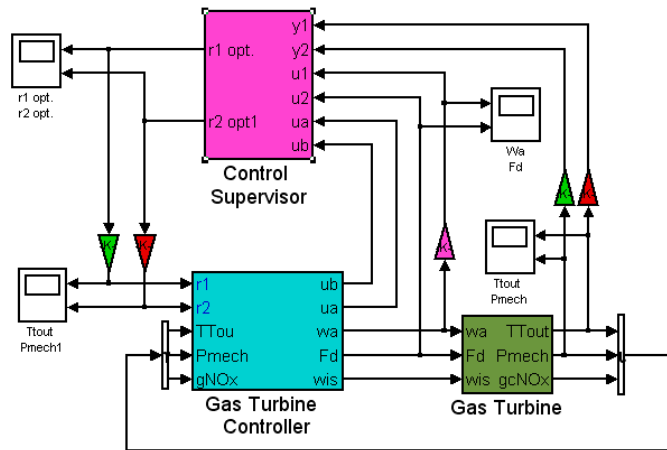 r1 opt.
r2 opt.
r1 opt.
r2 opt1
y1
y2
u1
u2
ua
ub
Control
Supervisor
Wa
Fd
K
K
K
K
K
Ttout
Pmech
Ttout
Pmech1
r1
r2
TTou
Pmech
gNOx
ub
ua
wa
Fd
wis
Gas Turbine
Controller
wa
Fd
wis
TTout
Pmech
gcNOx
Gas Turbine